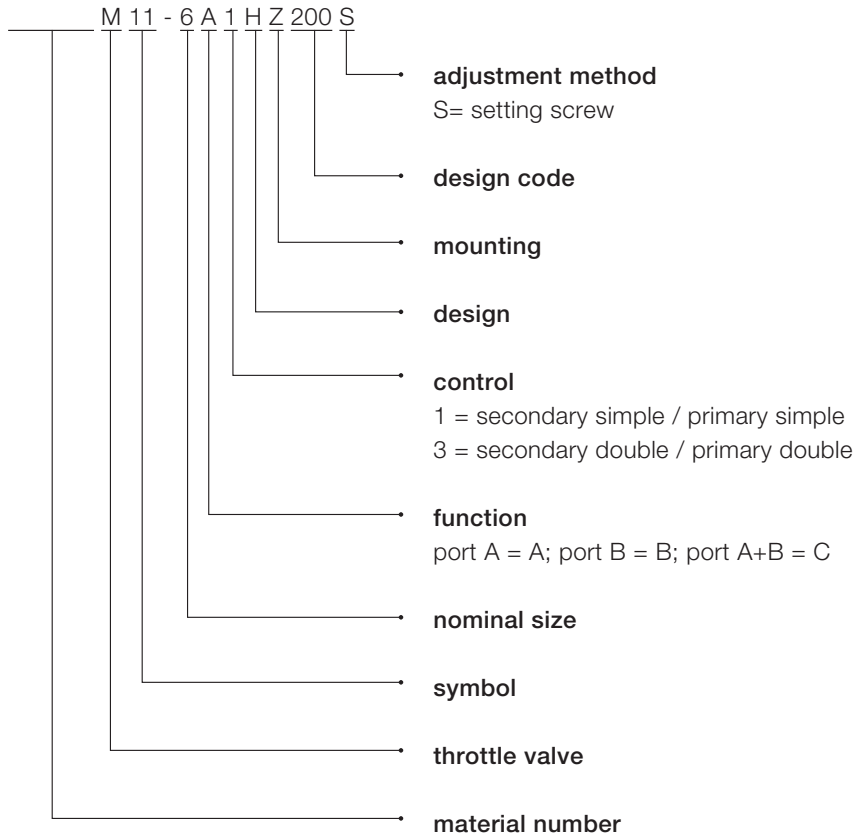 M 11 - 6 A 1 H Z 200 S
adjustment method
S= setting screw
design code
mounting
design
control
1 = secondary simple / primary simple
3 = secondary double / primary double
function
port A = A; port B = B; port A+B = C
nominal size
symbol
throttle valve
material number